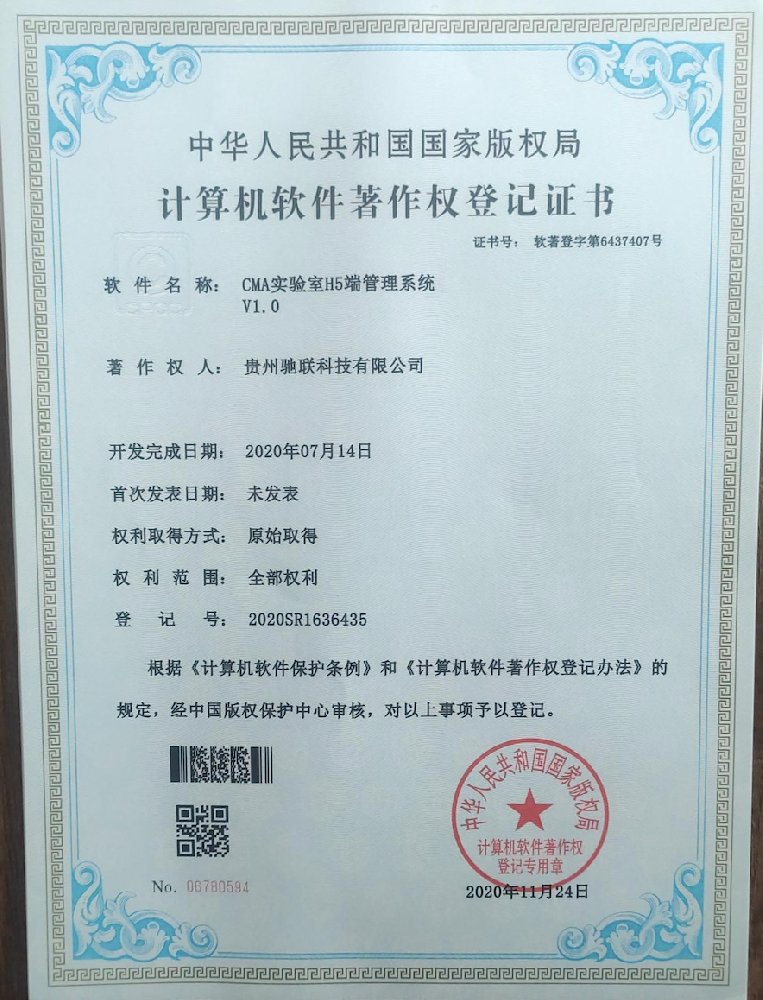 中华人民共和国国家版权局
计算机软件著作权登记证书
证书号： 软著登字第6437407号
软件名称： CMA实验室H5端管理系统
V1.0
著作权人： 贵州驰联科技有限公司
开发完成日期： 2020年07月14日
首次发表日期： 未发表
权利取得方式： 原始取得
权利范围： 全部权利
登记号： 2020SR1636435
根据《计算机软件保护条例》和《计算机软件著作权登记办法》的
规定，经中国版权保护中心审核，对以上事项予以登记。
中华人民共和国国家版权局
计算机软件著作权
登记专用章
No. 06780594
2020年11月24日